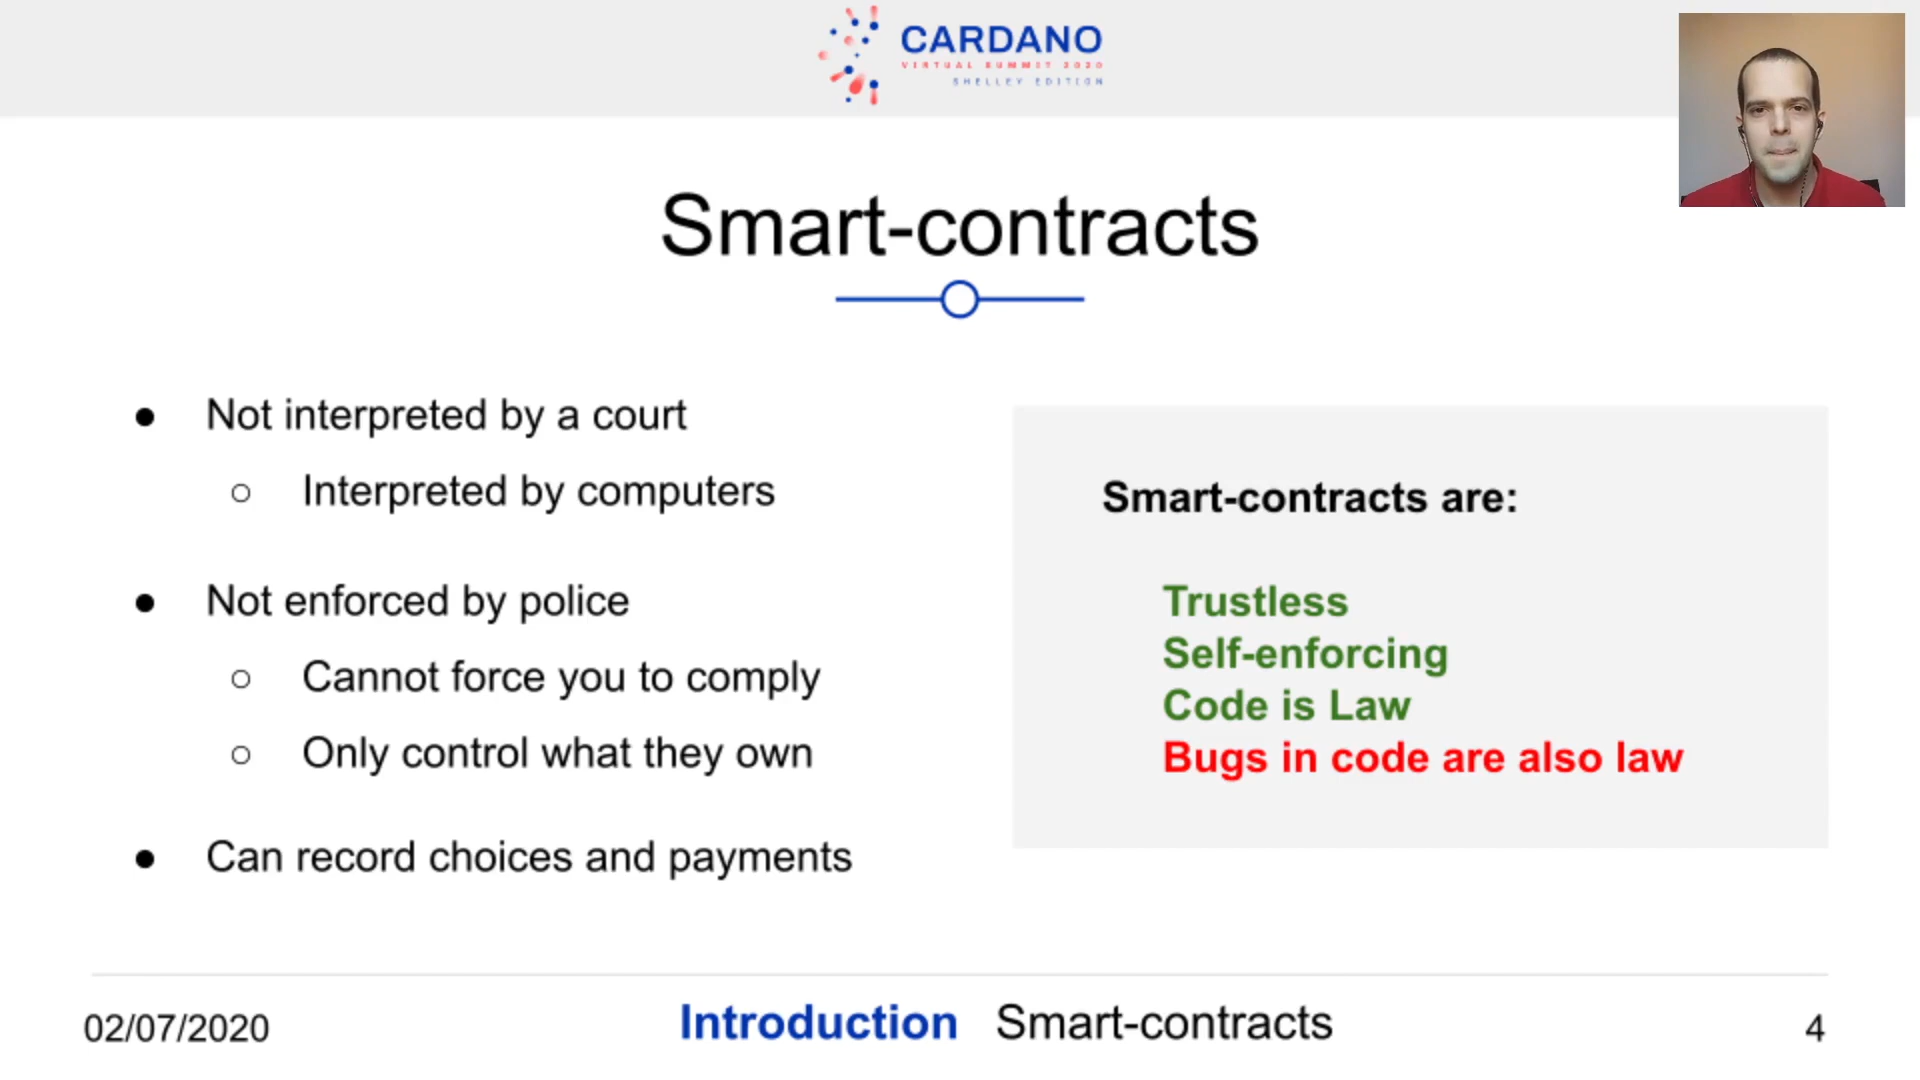 CARDANO
VIRTUAL SUMMIT 2020
SHELLEY EDITION
Smart-contracts
● Not interpreted by a court
○ Interpreted by computers
● Not enforced by police
○ Cannot force you to comply
○ Only control what they own
● Can record choices and payments
Smart-contracts are:
Trustless
Self-enforcing
Code is Law
Bugs in code are also law
02/07/2020
Introduction Smart-contracts
4